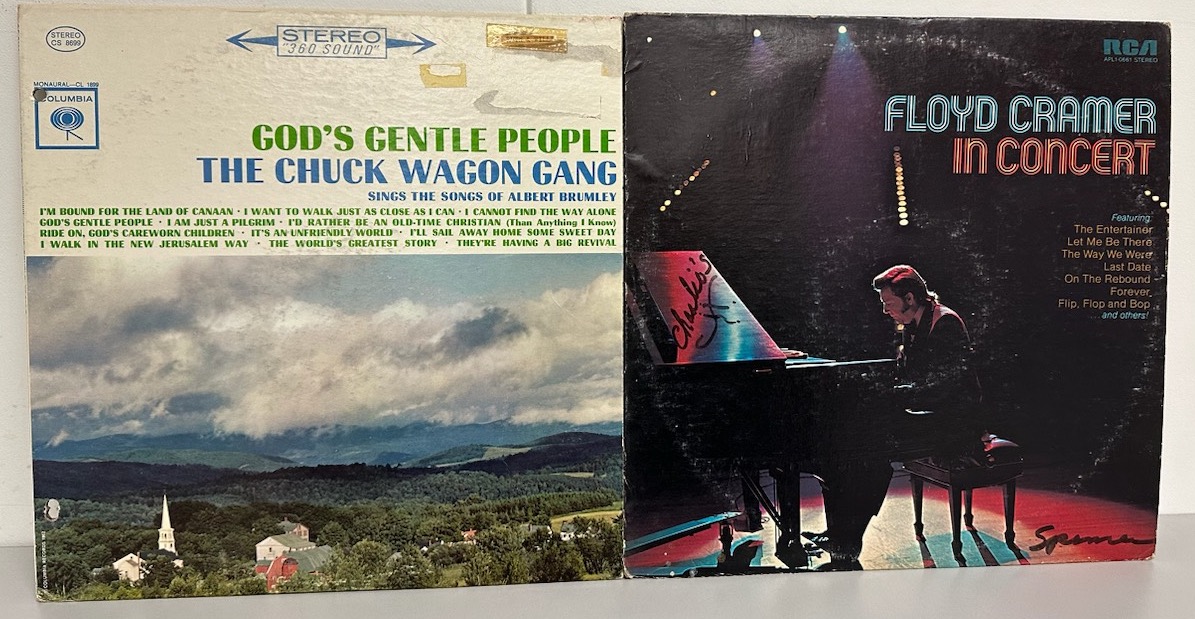 STEREO
CS 8699
STEREO
"360 SOUND"
MONAURAL—CL 1899
COLUMBIA
GOD'S GENTLE PEOPLE
THE CHUCK WAGON GANG
SINGS THE SONGS OF ALBERT BRUMLEY
I'M BOUND FOR THE LAND OF CANAAN · I WANT TO WALK JUST AS CLOSE AS I CAN · I CANNOT FIND THE WAY ALONE
GOD'S GENTLE PEOPLE · I AM JUST A PILGRIM · I'D RATHER BE AN OLD-TIME CHRISTIAN (Than Anything I Know)
RIDE ON, GOD'S CAREWORN CHILDREN · IT'S AN UNFRIENDLY WORLD · I'LL SAIL AWAY HOME SOME SWEET DAY
I WALK IN THE NEW JERUSALEM WAY · THE WORLD'S GREATEST STORY · THEY'RE HAVING A BIG REVIVAL
RCA
APL1-0661 STEREO
FLOYD CRAMER
IN CONCERT
Featuring:
The Entertainer
Let Me Be There
The Way We Were
Last Date
On The Rebound
Forever
Flip, Flop and Bop
...and others!